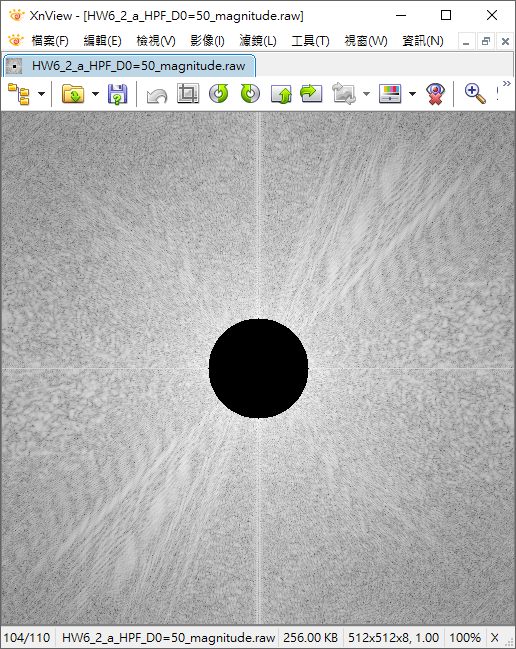 XnView - [HW6_2_a_HPF_D0=50_magnitude.raw]
檔案(F) 編輯(E) 檢視(V) 影像(I) 濾鏡(L) 工具(T) 視窗(W) 資訊(N)
HW6_2_a_HPF_D0=50_magnitude.raw
104/110 HW6_2_a_HPF_D0=50_magnitude.raw 256.00 KB 512x512x8, 1.00 100% X